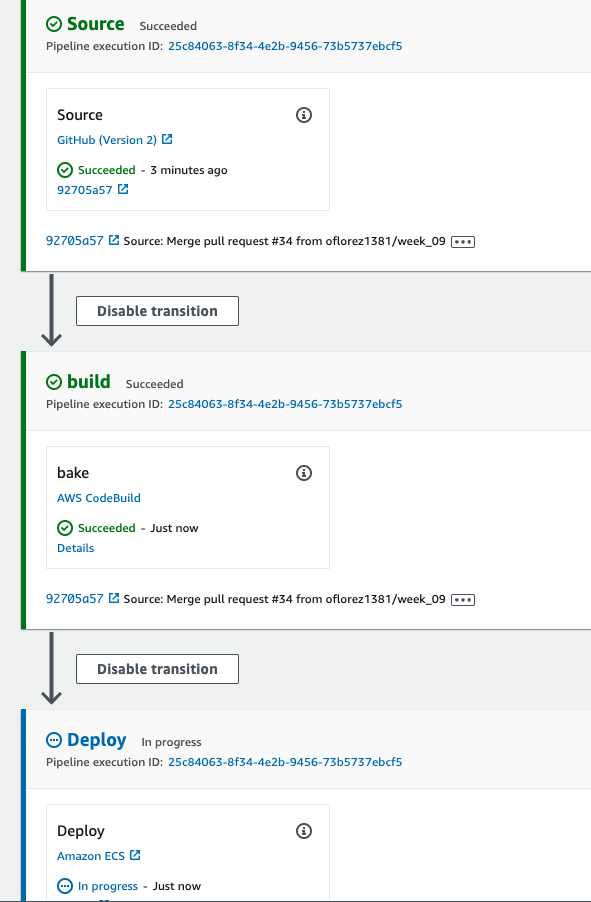 Source Succeeded
Pipeline execution ID: 25c84063-8f34-4e2b-9456-73b5737ebcf5
Source
GitHub (Version 2)
Succeeded - 3 minutes ago
92705a57
92705a57 Source: Merge pull request #34 from oflorez1381/week_09
Disable transition
build Succeeded
Pipeline execution ID: 25c84063-8f34-4e2b-9456-73b5737ebcf5
bake
AWS CodeBuild
Succeeded - Just now
Details
92705a57 Source: Merge pull request #34 from oflorez1381/week_09
Disable transition
Deploy In progress
Pipeline execution ID: 25c84063-8f34-4e2b-9456-73b5737ebcf5
Deploy
Amazon ECS
In progress - Just now